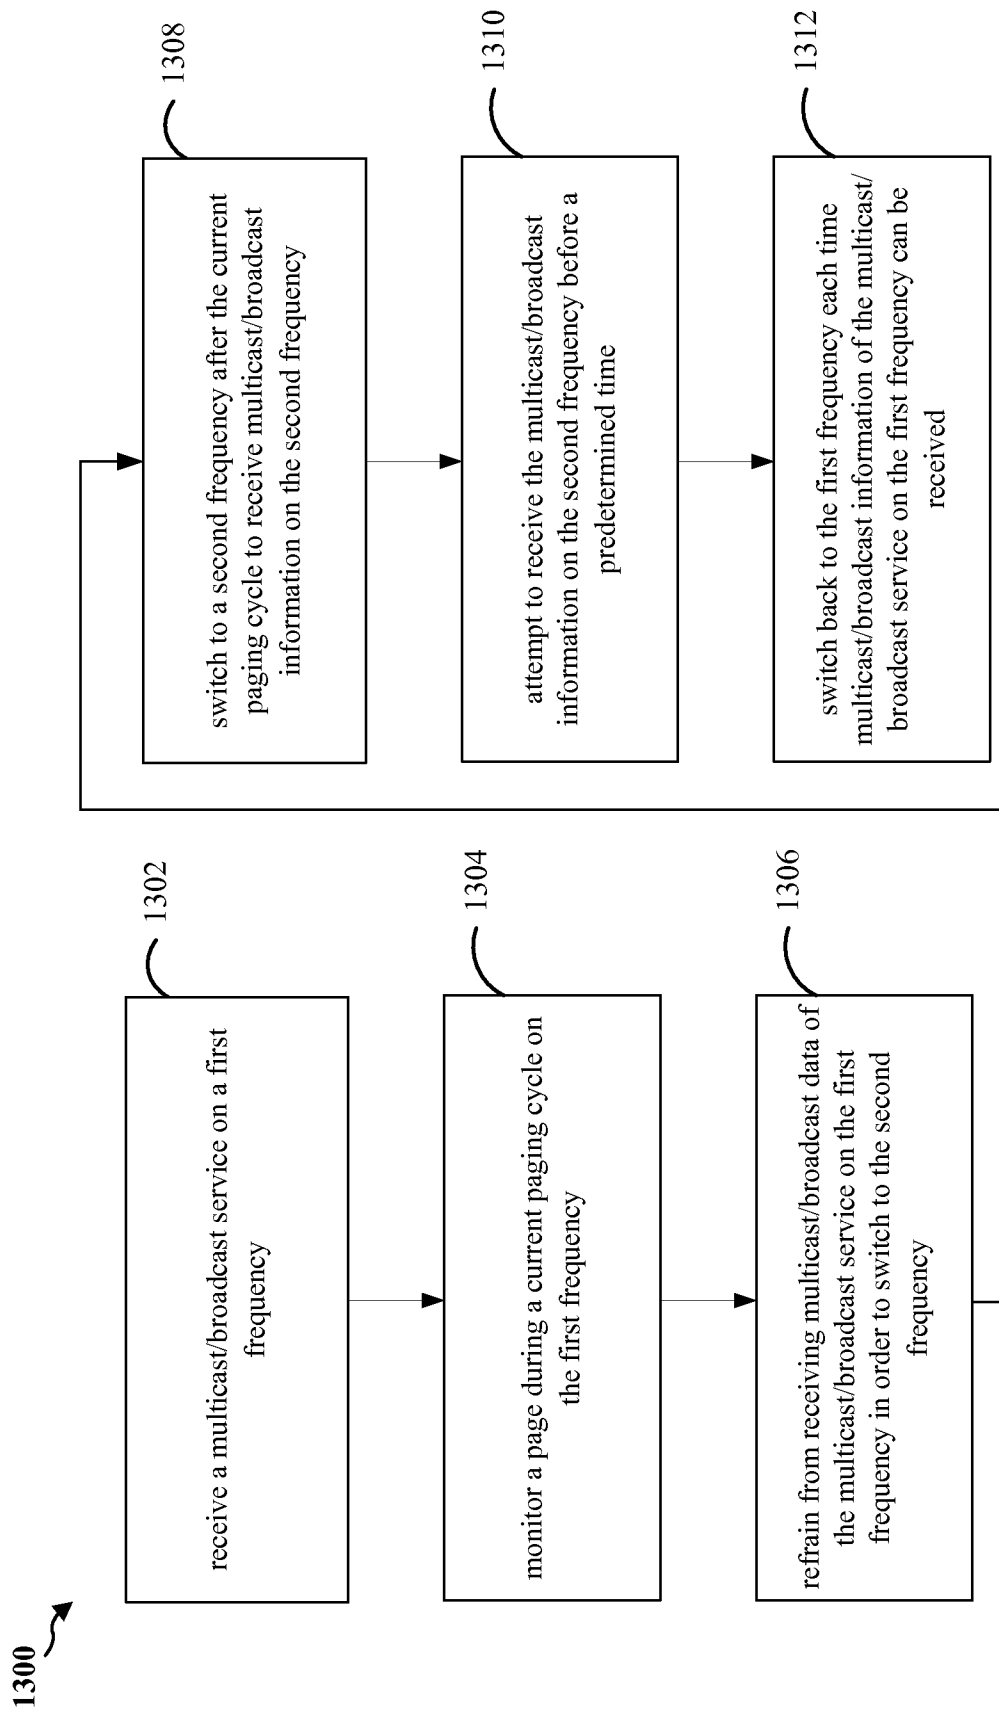 1300
1302
receive a multicast/broadcast service on a first
frequency
1304
monitor a page during a current paging cycle on
the first frequency
1306
refrain from receiving multicast/broadcast data of
the multicast/broadcast service on the first
frequency in order to switch to the second
frequency
1308
switch to a second frequency after the current
paging cycle to receive multicast/broadcast
information on the second frequency
1310
attempt to receive the multicast/broadcast
information on the second frequency before a
predetermined time
1312
switch back to the first frequency each time
multicast/broadcast information of the multicast/
broadcast service on the first frequency can be
received